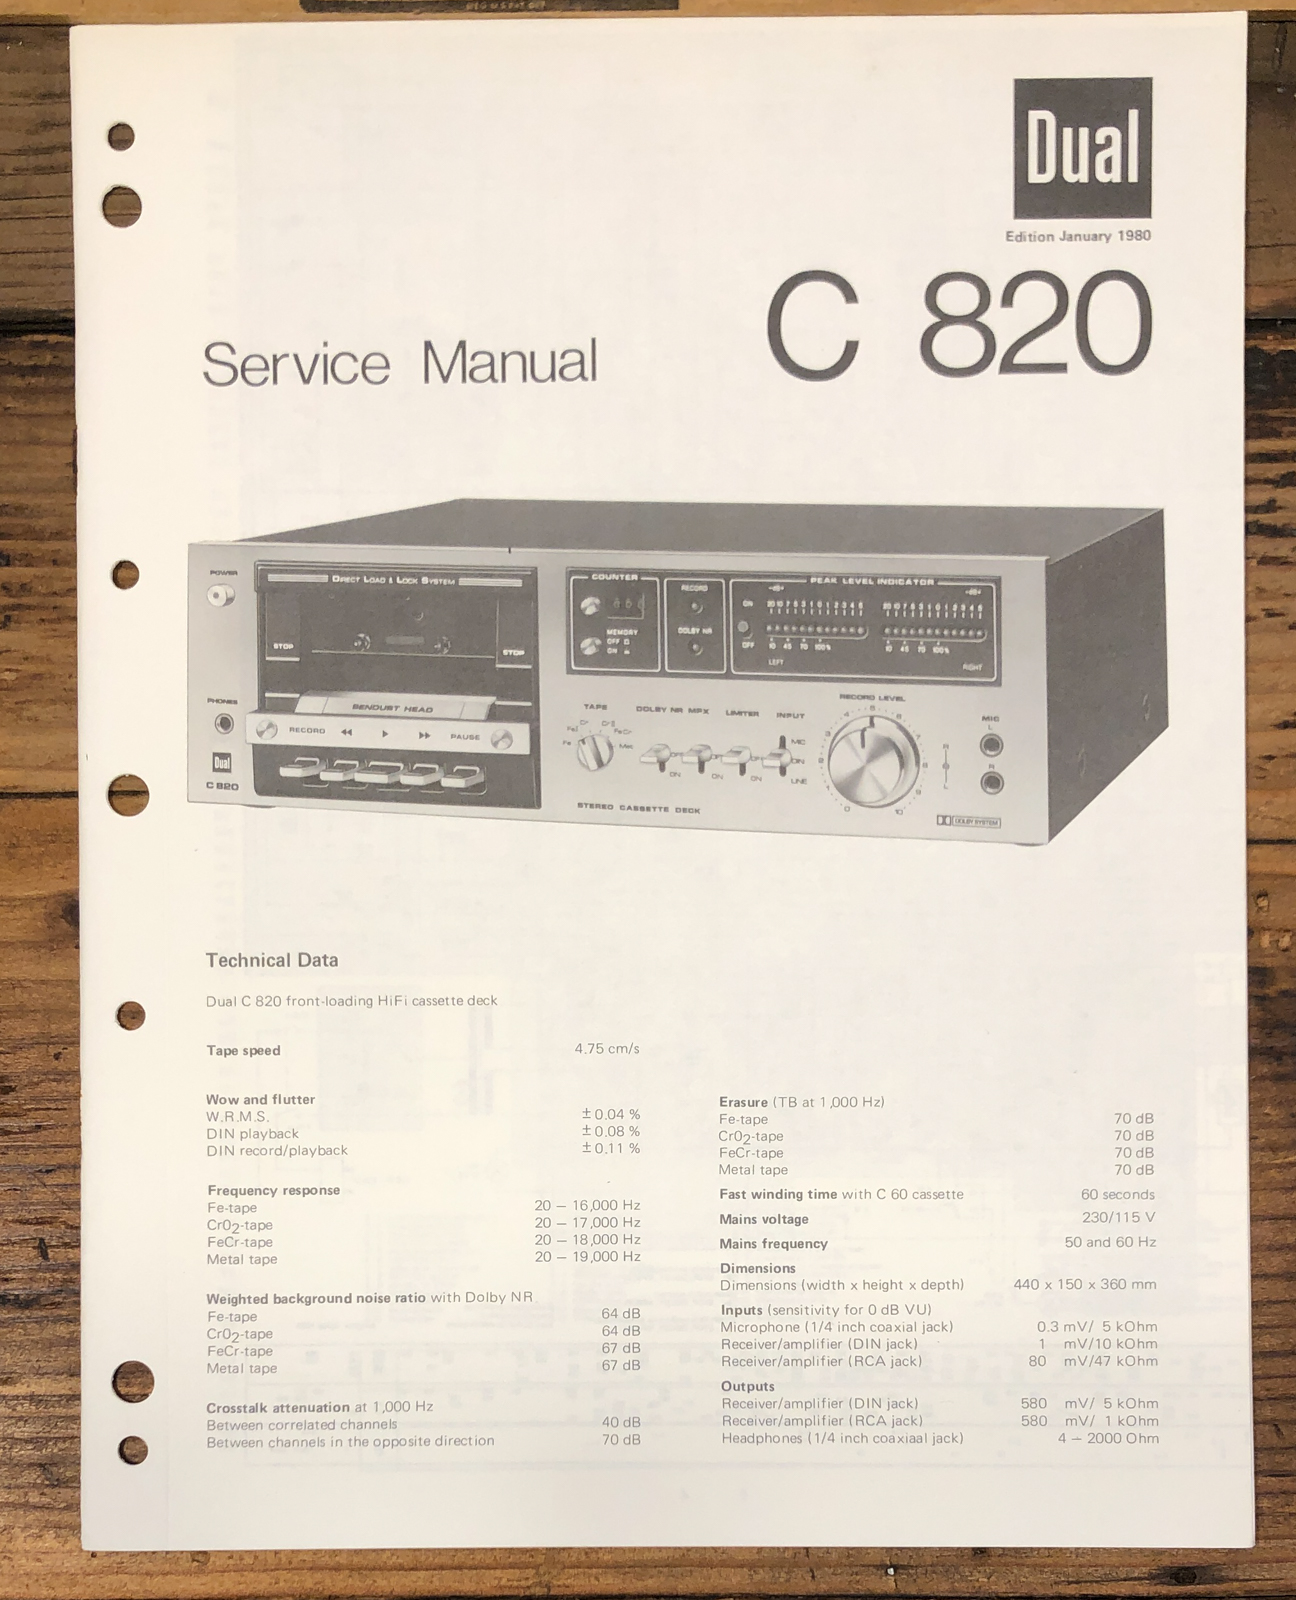 Dual
Edition January 1980
C 820
Service Manual
POWER
DIRECT LOAD & LOCK SYSTEM
STOP
STOP
PHONES
SENDUST HEAD
RECORD
PAUSE
Dual
C 820
COUNTER
MEMORY
OFF
ON
RECORD
DOLBY NR
PEAK LEVEL INDICATOR
ON
OFF
LEFT
RIGHT
TAPE
DOLBY NR MPX LIMITER INPUT
MIC
DIN
LINE
ON
ON
ON
RECORD LEVEL
MIC
L
R
STEREO CASSETTE DECK
DOLBY SYSTEM
Technical Data
Dual C 820 front-loading HiFi cassette deck
Tape speed 4.75 cm/s
Wow and flutter
W.R.M.S. ± 0.04 %
DIN playback ± 0.08 %
DIN record/playback ± 0.11 %
Frequency response
Fe-tape 20 – 16,000 Hz
CrO2-tape 20 – 17,000 Hz
FeCr-tape 20 – 18,000 Hz
Metal tape 20 – 19,000 Hz
Weighted background noise ratio with Dolby NR
Fe-tape 64 dB
CrO2-tape 64 dB
FeCr-tape 67 dB
Metal tape 67 dB
Crosstalk attenuation at 1,000 Hz
Between correlated channels 40 dB
Between channels in the opposite direction 70 dB
Erasure (TB at 1,000 Hz)
Fe-tape 70 dB
CrO2-tape 70 dB
FeCr-tape 70 dB
Metal tape 70 dB
Fast winding time with C 60 cassette 60 seconds
Mains voltage 230/115 V
Mains frequency 50 and 60 Hz
Dimensions
Dimensions (width x height x depth) 440 x 150 x 360 mm
Inputs (sensitivity for 0 dB VU)
Microphone (1/4 inch coaxial jack) 0.3 mV/ 5 kOhm
Receiver/amplifier (DIN jack) 1 mV/10 kOhm
Receiver/amplifier (RCA jack) 80 mV/47 kOhm
Outputs
Receiver/amplifier (DIN jack) 580 mV/ 5 kOhm
Receiver/amplifier (RCA jack) 580 mV/ 1 kOhm
Headphones (1/4 inch coaxiaal jack) 4 – 2000 Ohm